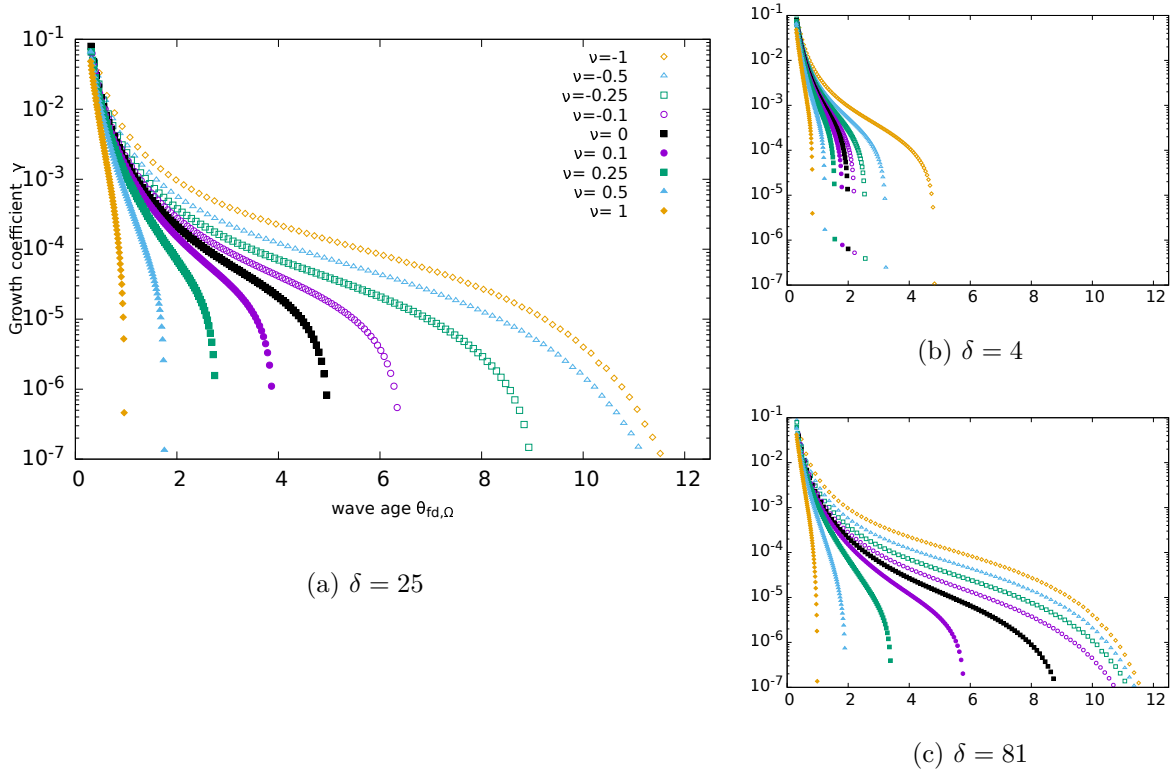 10⁻¹
10⁻²
10⁻³
10⁻⁴
10⁻⁵
10⁻⁶
10⁻⁷
Growth coefficient γ
0 2 4 6 8 10 12
wave age θfd,Ω
ν=-1
ν=-0.5
ν=-0.25
ν=-0.1
ν= 0
ν= 0.1
ν= 0.25
ν= 0.5
ν= 1
(a) δ = 25
10⁻¹
10⁻²
10⁻³
10⁻⁴
10⁻⁵
10⁻⁶
10⁻⁷
0 2 4 6 8 10 12
(b) δ = 4
10⁻¹
10⁻²
10⁻³
10⁻⁴
10⁻⁵
10⁻⁶
10⁻⁷
0 2 4 6 8 10 12
(c) δ = 81